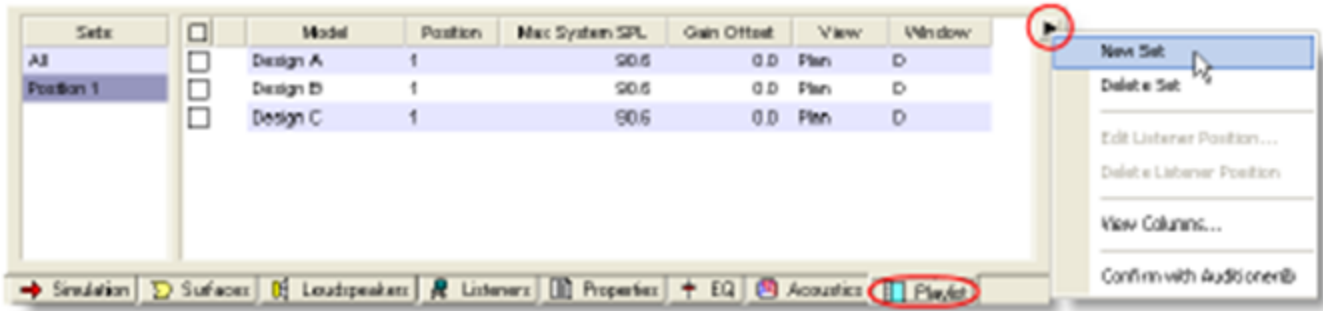 Sets Model Position Max System SPL Gain Offset View Window
All Design A 1 90.6 0.0 Plan D
Position 1 Design B 1 90.6 0.0 Plan D
Design C 1 90.6 0.0 Plan D
New Set
Delete Set
Edit Listener Position...
Delete Listener Position
View Columns...
Confirm with Auditioner®
Simulation Surfaces Loudspeakers Listeners Properties EQ Acoustics Playlist